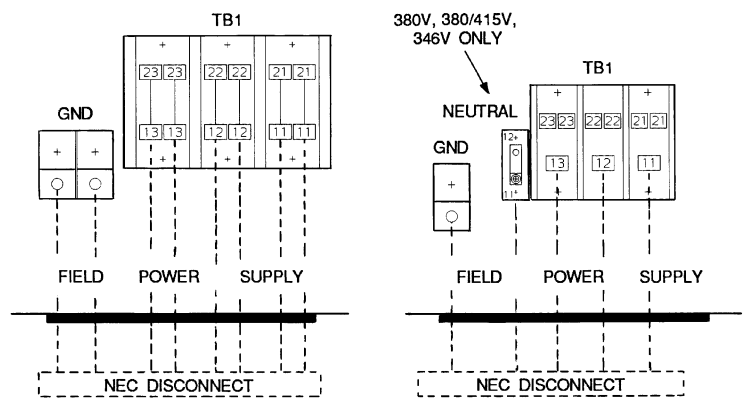 TB1
+ + +
23 23 22 22 21 21
GND
13 13 12 12 11 11
+ +
+ + +
FIELD POWER SUPPLY
NEC DISCONNECT
380V, 380/415V,
346V ONLY
TB1
NEUTRAL
+ + +
23 23 22 22 21 21
12+
GND
13 12 11
+
11+
+ + +
FIELD POWER SUPPLY
NEC DISCONNECT